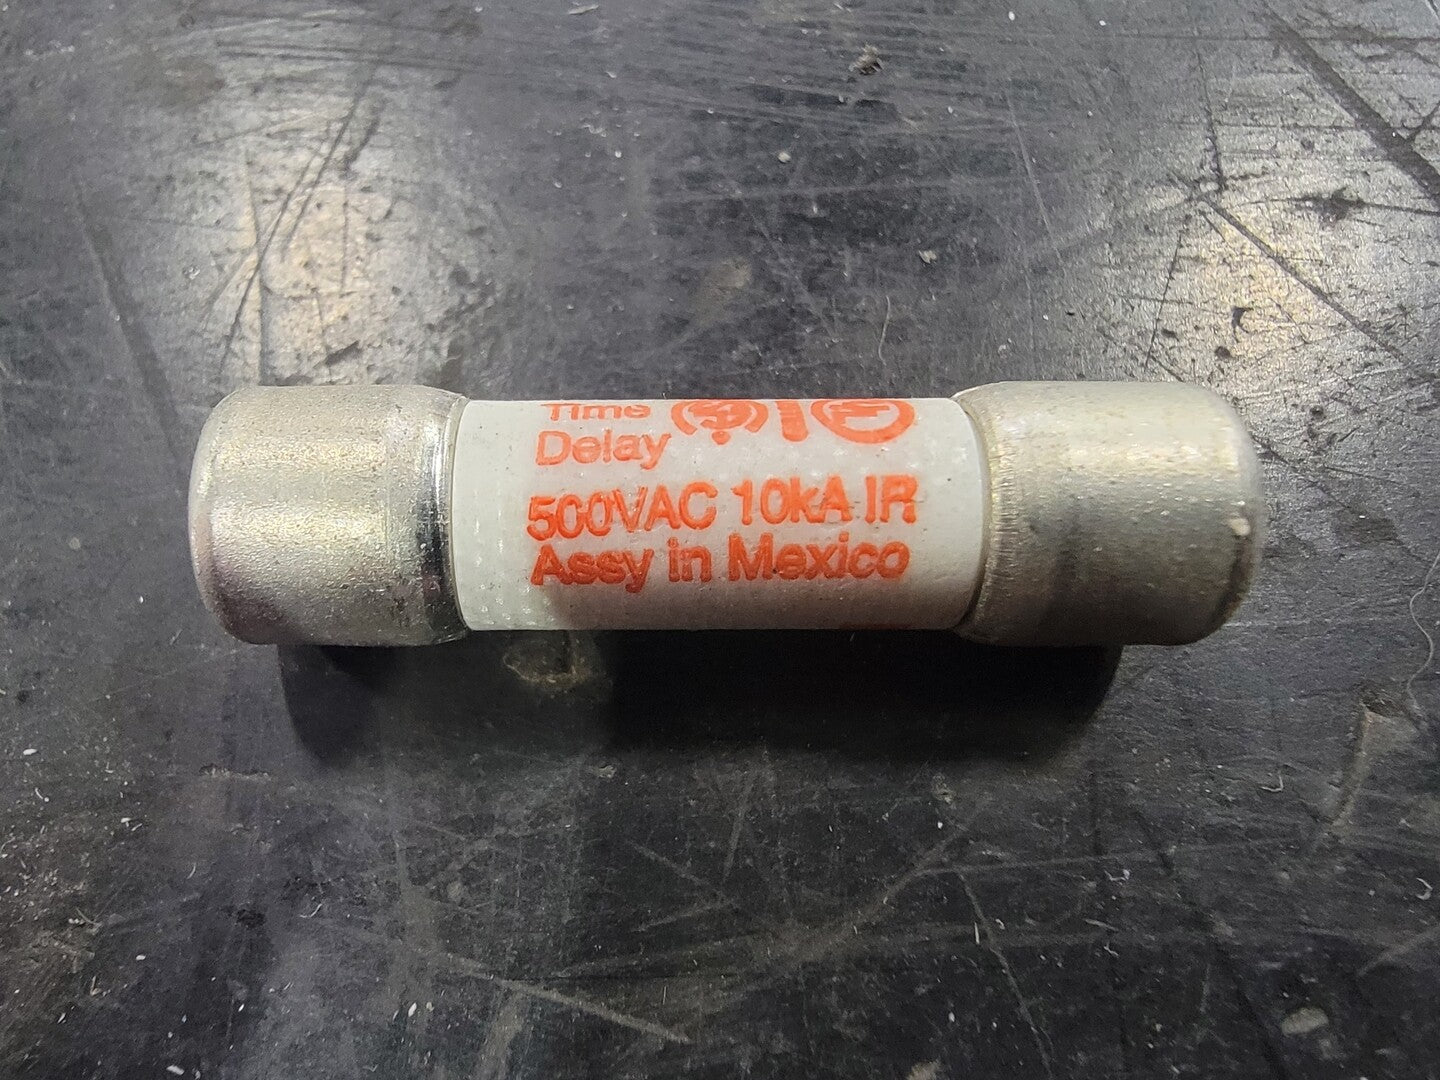 Time
Delay
500VAC 10kA IR
Assy in Mexico